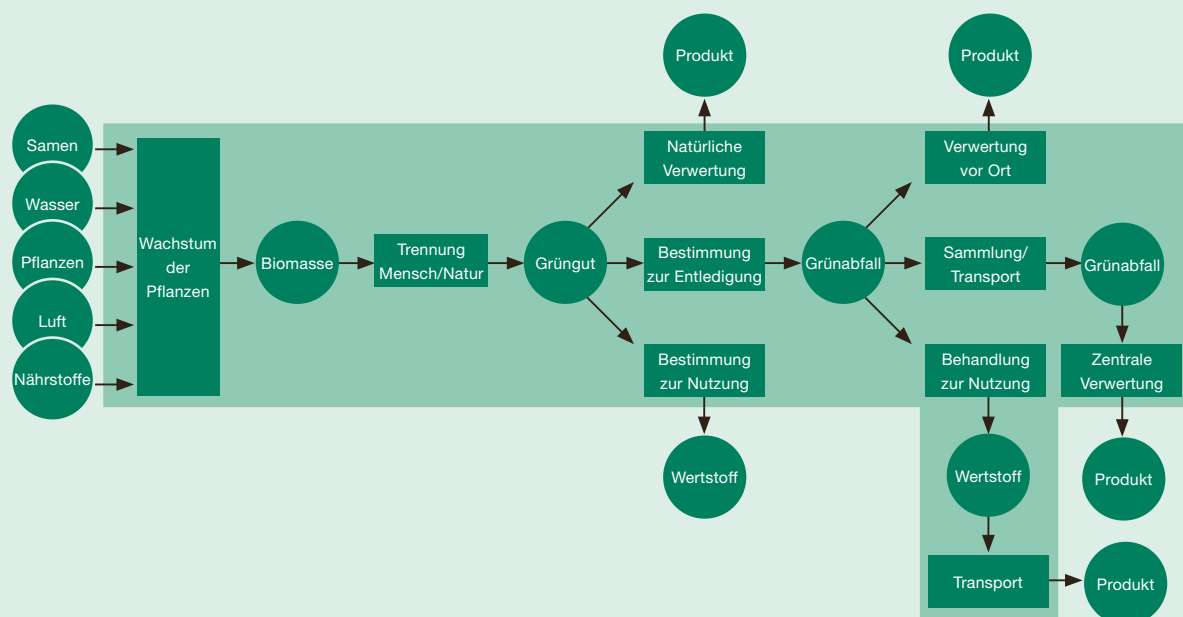 Produkt
Produkt
Samen
Wasser
Pflanzen
Luft
Nährstoffe
Wachstum
der
Pflanzen
Biomasse
Trennung
Mensch/Natur
Grüngut
Natürliche
Verwertung
Bestimmung
zur Entledigung
Bestimmung
zur Nutzung
Wertstoff
Grünabfall
Verwertung
vor Ort
Sammlung/
Transport
Grünabfall
Behandlung
zur Nutzung
Zentrale
Verwertung
Wertstoff
Produkt
Transport
Produkt